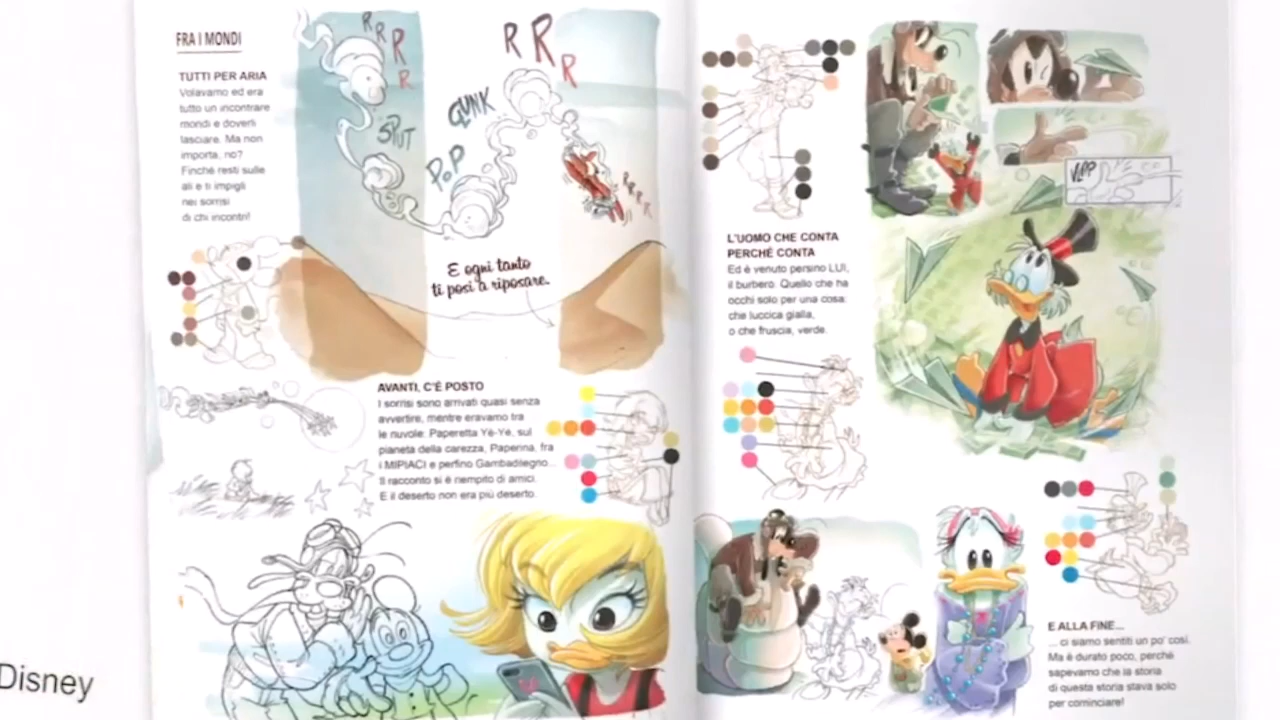 FRA I MONDI
TUTTI PER ARIA
Volavamo ed era
tutto un incontrare
mondi e doverli
lasciare. Ma non
importa, no?
Finché resti sulle
ali e ti impigli
nei sorrisi
di chi incontri!
R R R R
SPUT
POP
GUNK
R R R
R R R R
E ogni tanto
ti posi a riposare.
AVANTI, C'È POSTO
I sorrisi sono arrivati quasi senza
avvertire, mentre eravamo tra
le nuvole: Paperetta Yè-Yè, sul
pianeta della carezza, Paperina, fra
i MIPIACI e perfino Gambadilegno...
Il racconto si è riempito di amici.
E il deserto non era più deserto.
L'UOMO CHE CONTA
PERCHÉ CONTA
Ed è venuto persino LUI,
il burbero. Quello che ha
occhi solo per una cosa:
che luccica gialla,
o che fruscia, verde.
VLAP
E ALLA FINE...
... ci siamo sentiti un po' così.
Ma è durato poco, perché
sapevamo che la storia
di questa storia stava solo
per cominciare!
Disney